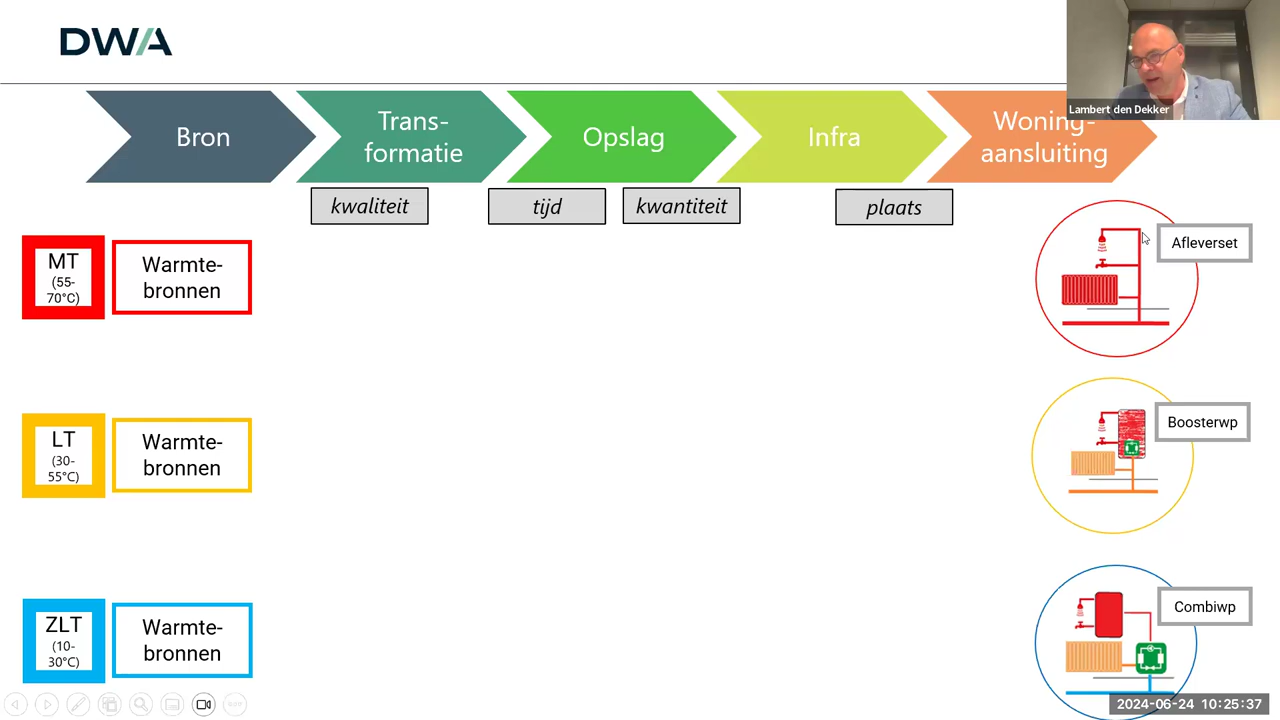 DWA
Lambert den Dekker
Bron
Trans-
formatie
Opslag
Infra
Woning-
aansluiting
kwaliteit
tijd
kwantiteit
plaats
MT
(55-
70°C)
Warmte-
bronnen
Afleverset
LT
(30-
55°C)
Warmte-
bronnen
Boosterwp
ZLT
(10-
30°C)
Warmte-
bronnen
Combiwp
2024-06-24 10:25:37